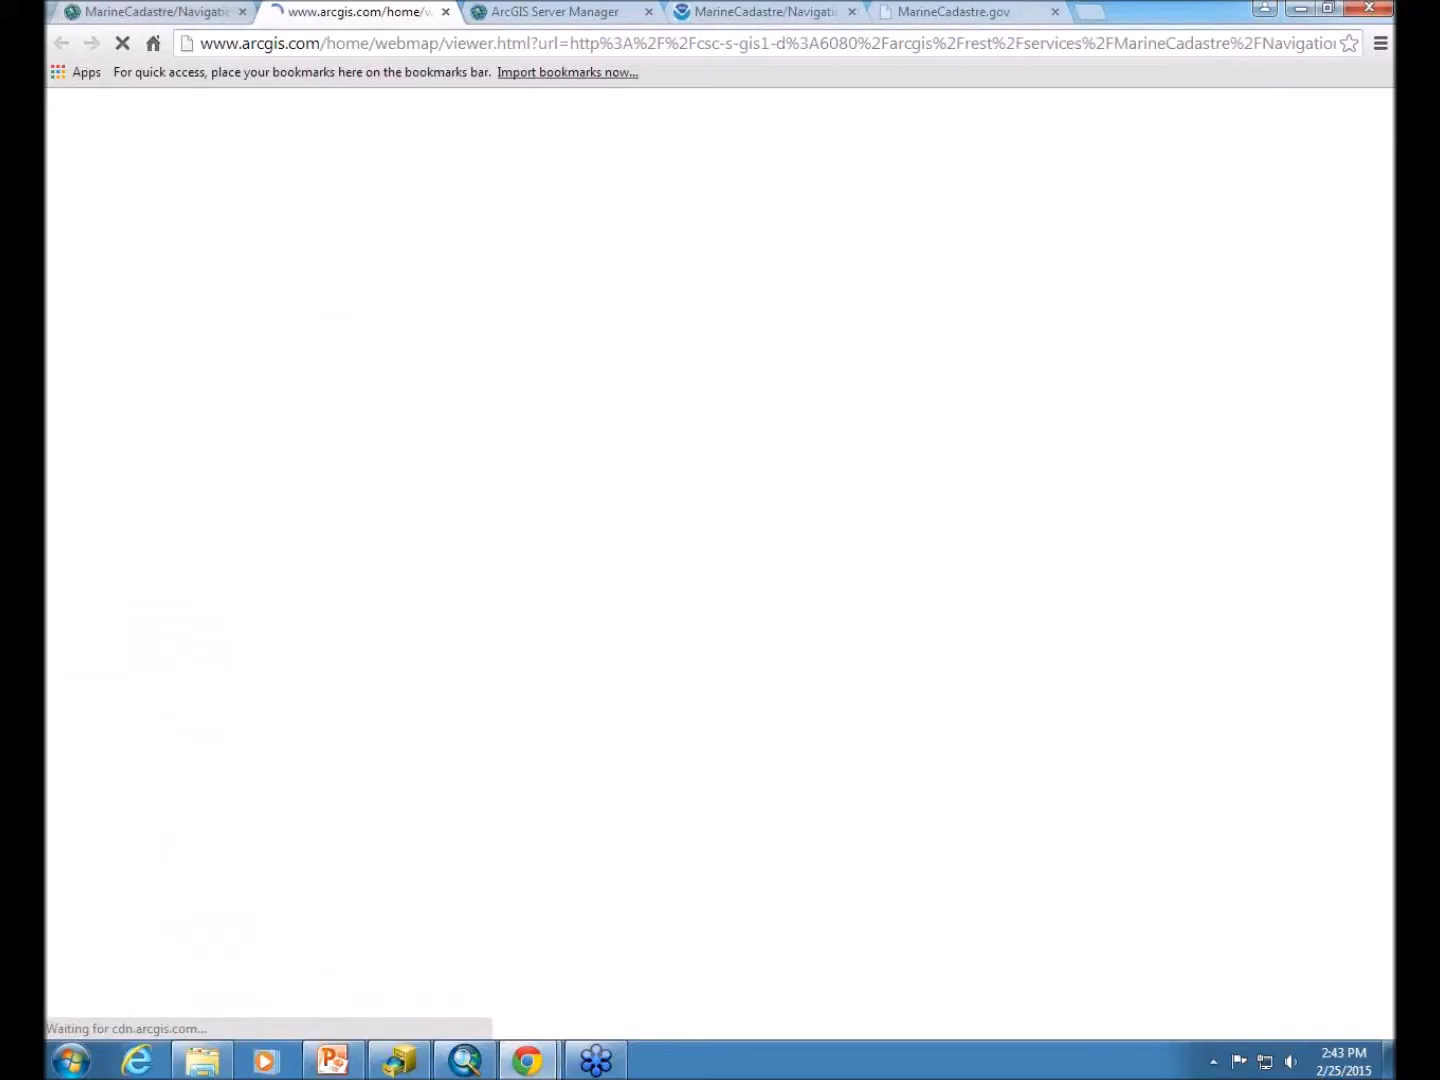 MarineCadastre/Navigatio
www.arcgis.com/home/w
ArcGIS Server Manager
MarineCadastre/Navigatio
MarineCadastre.gov
www.arcgis.com/home/webmap/viewer.html?url=http%3A%2F%2Fcsc-s-gis1-d%3A6080%2Farcgis%2Frest%2Fservices%2FMarineCadastre%2FNavigation
Apps For quick access, place your bookmarks here on the bookmarks bar. Import bookmarks now...
Waiting for cdn.arcgis.com...
2:43 PM
2/25/2015